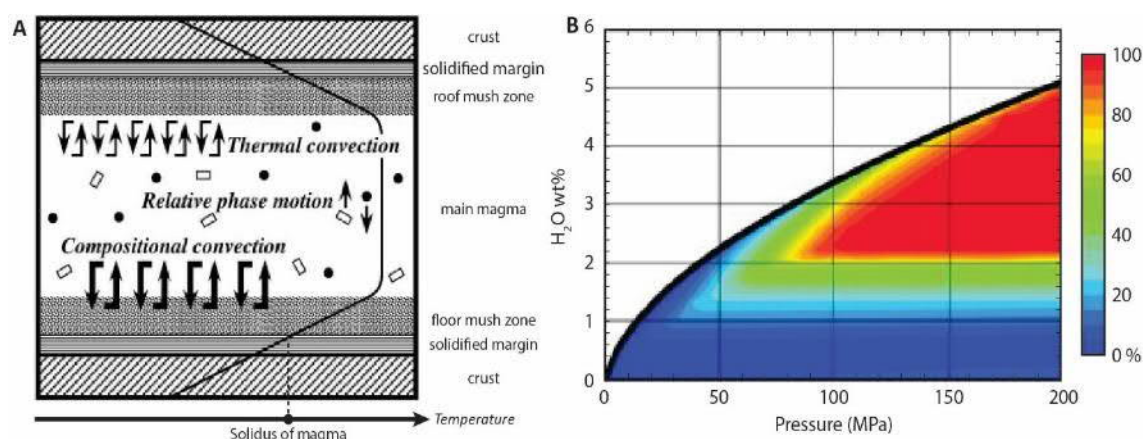 A
crust
solidified margin
roof mush zone
Thermal convection
Relative phase motion
main magma
Compositional convection
floor mush zone
solidified margin
crust
Temperature
Solidus of magma
B
H₂O wt%
6
5
4
3
2
1
0
0
50
100
150
200
Pressure (MPa)
100
80
60
40
20
0 %